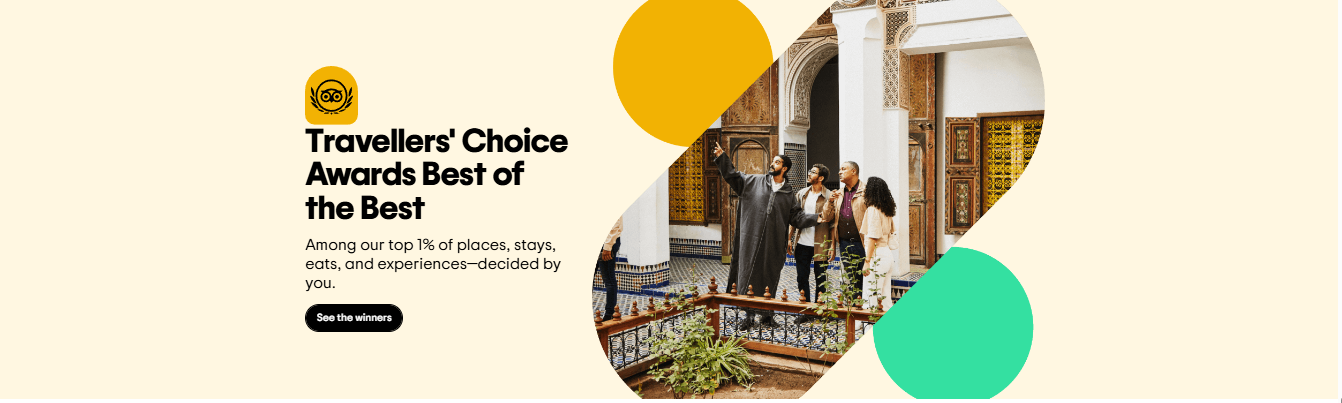 Travellers' Choice
Awards Best of
the Best
Among our top 1% of places, stays,
eats, and experiences—decided by
you.
See the winners